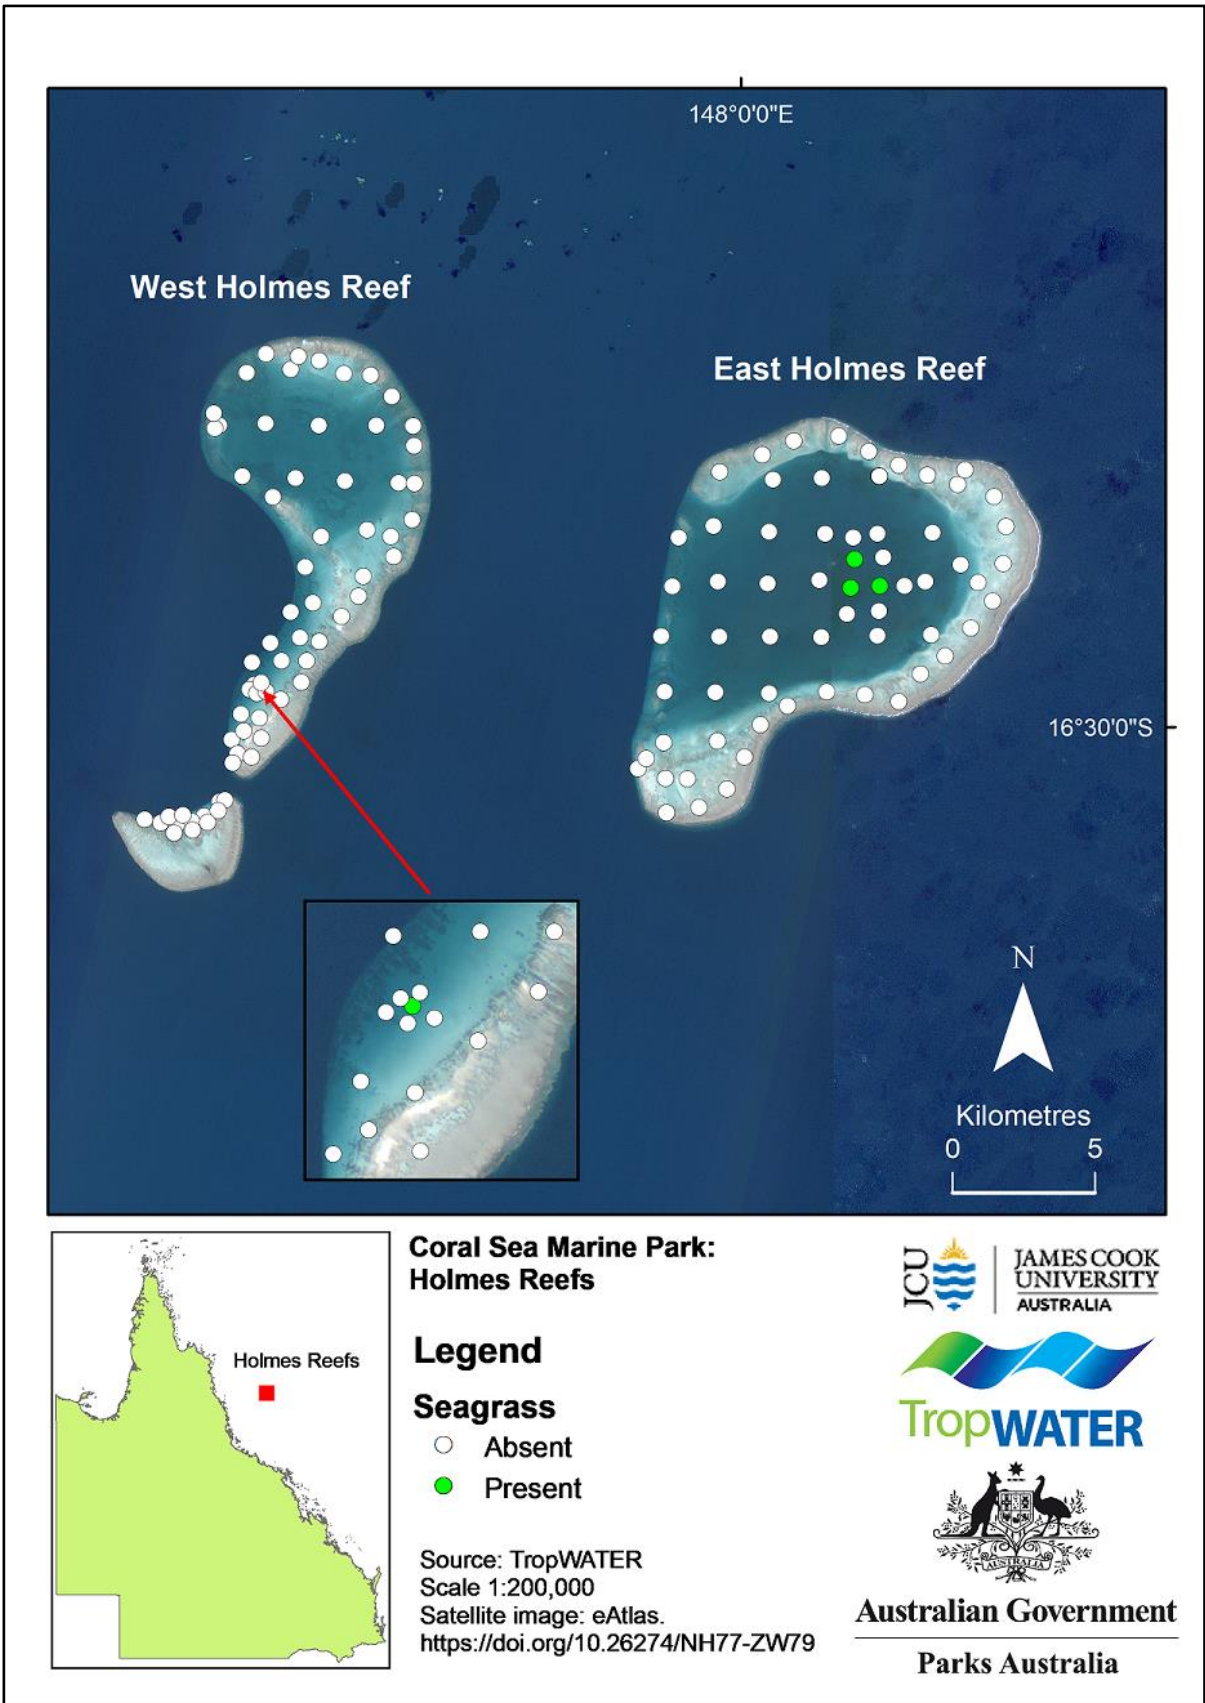 148°0'0"E
West Holmes Reef
East Holmes Reef
16°30'0"S
N
Kilometres
0 5
Holmes Reefs
Coral Sea Marine Park:
Holmes Reefs
Legend
Seagrass
Absent
Present
Source: TropWATER
Scale 1:200,000
Satellite image: eAtlas.
https://doi.org/10.26274/NH77-ZW79
JCU
JAMES COOK
UNIVERSITY
AUSTRALIA
TropWATER
AUSTRALIA
Australian Government
Parks Australia